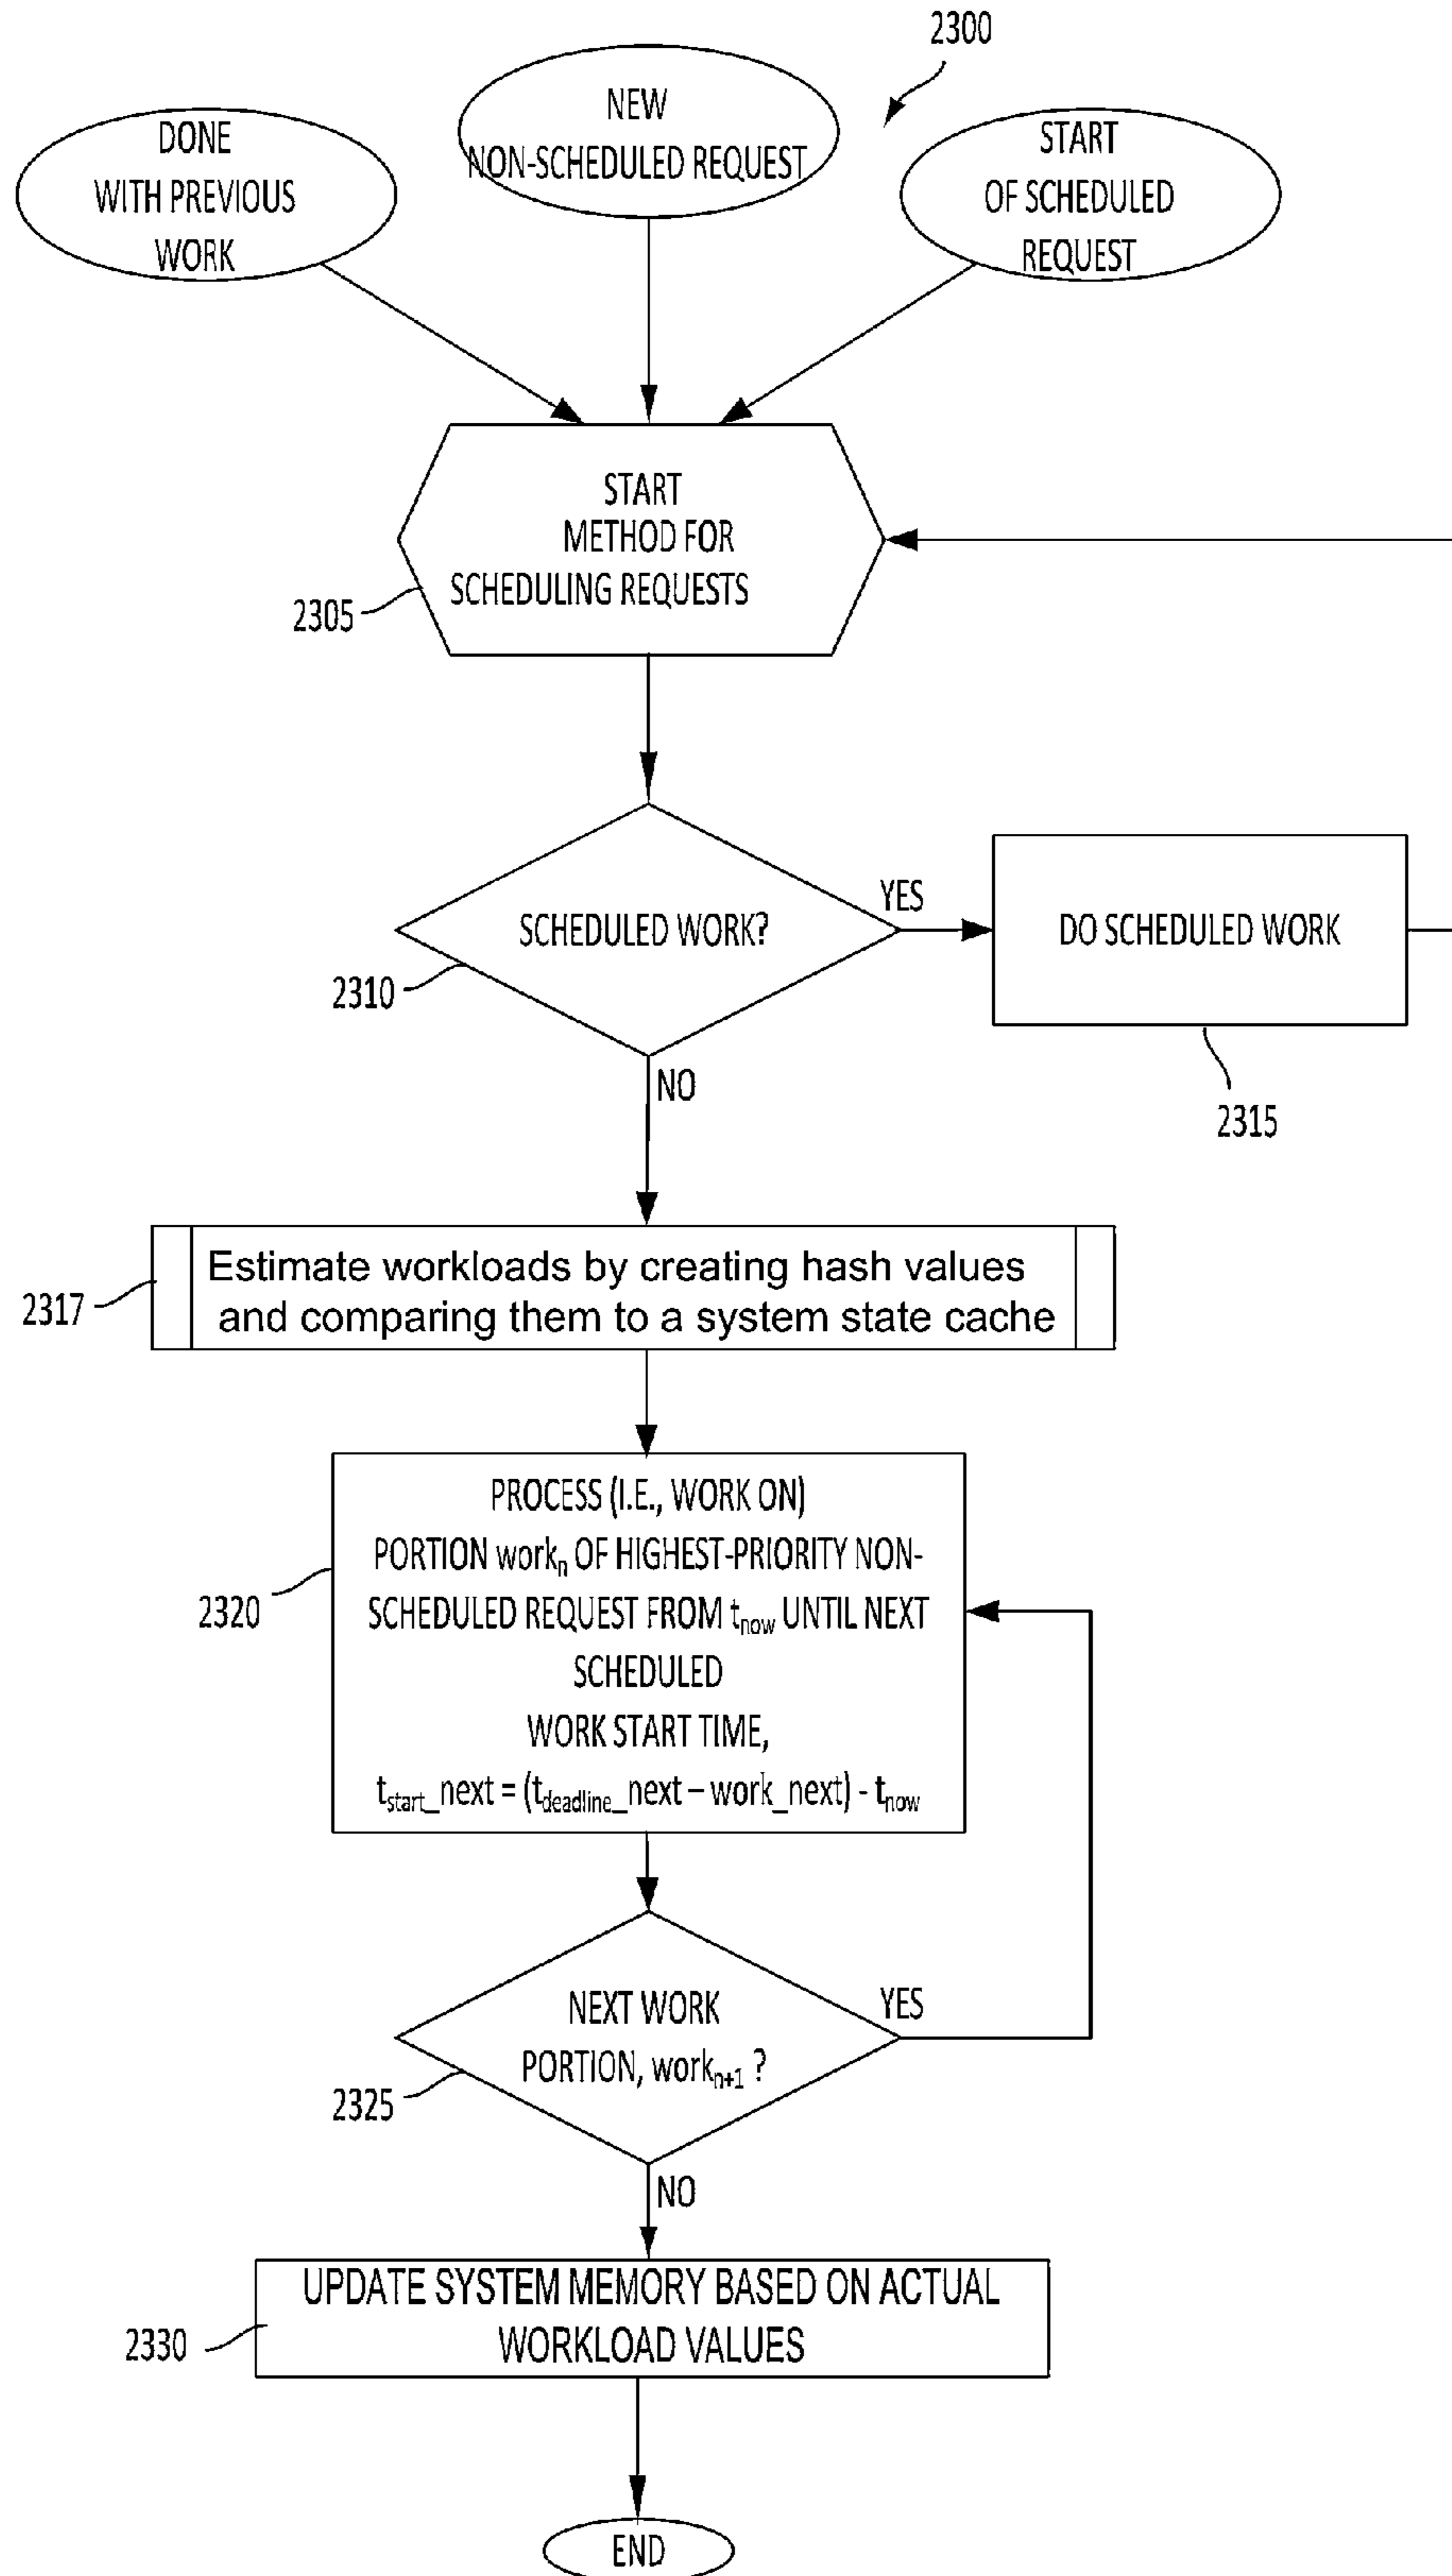 2300
DONE
WITH PREVIOUS
WORK
NEW
NON-SCHEDULED REQUEST
START
OF SCHEDULED
REQUEST
START
METHOD FOR
SCHEDULING REQUESTS
2305
SCHEDULED WORK?
2310
YES
DO SCHEDULED WORK
2315
NO
Estimate workloads by creating hash values
and comparing them to a system state cache
2317
PROCESS (I.E., WORK ON)
PORTION workn OF HIGHEST-PRIORITY NON-
SCHEDULED REQUEST FROM tnow UNTIL NEXT
SCHEDULED
WORK START TIME,
tstart_next = (tdeadline_next – work_next) - tnow
2320
NEXT WORK
PORTION, workn+1 ?
YES
2325
NO
UPDATE SYSTEM MEMORY BASED ON ACTUAL
WORKLOAD VALUES
2330
END